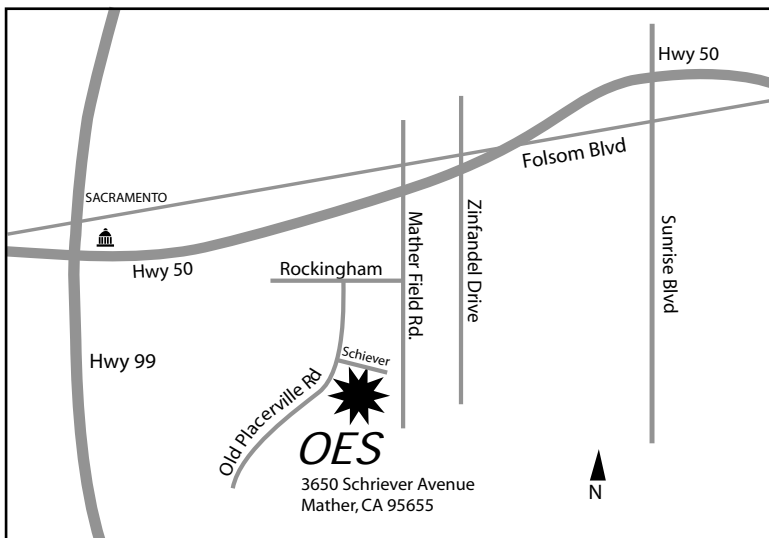 Hwy 50
Folsom Blvd
SACRAMENTO
Hwy 50
Rockingham
Mather Field Rd.
Zinfandel Drive
Sunrise Blvd
Hwy 99
Schiever
Old Placerville Rd
OES
3650 Schriever Avenue
Mather, CA 95655
N